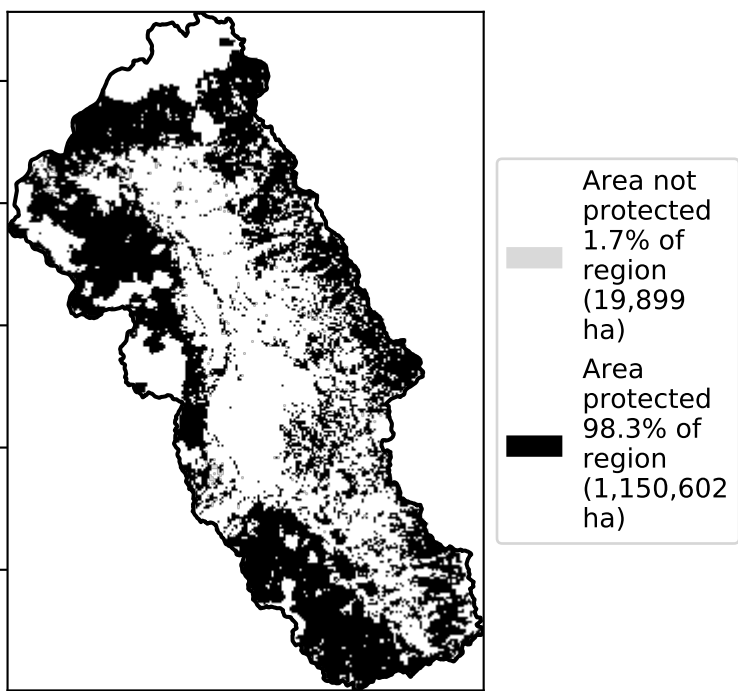 Area not
protected
1.7% of
region
(19,899
ha)
Area
protected
98.3% of
region
(1,150,602
ha)